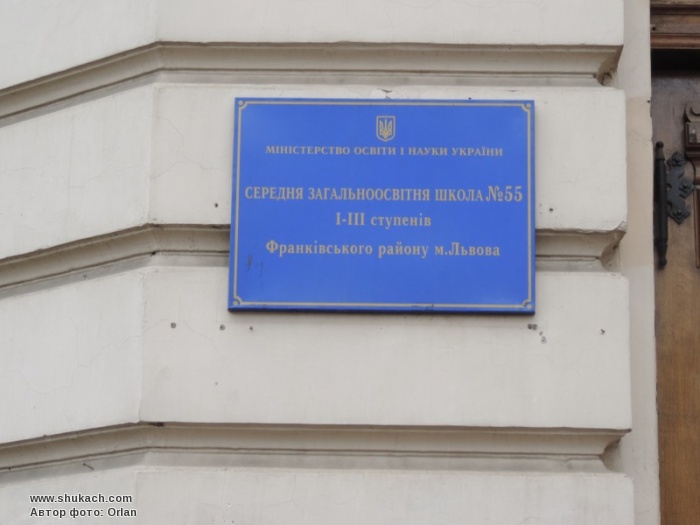 МІНІСТЕРСТВО ОСВІТИ І НАУКИ УКРАЇНИ
СЕРЕДНЯ ЗАГАЛЬНООСВІТНЯ ШКОЛА №55
І-ІІІ ступенів
Франківського району м.Львова
www.shukach.com
Автор фото: Orlan